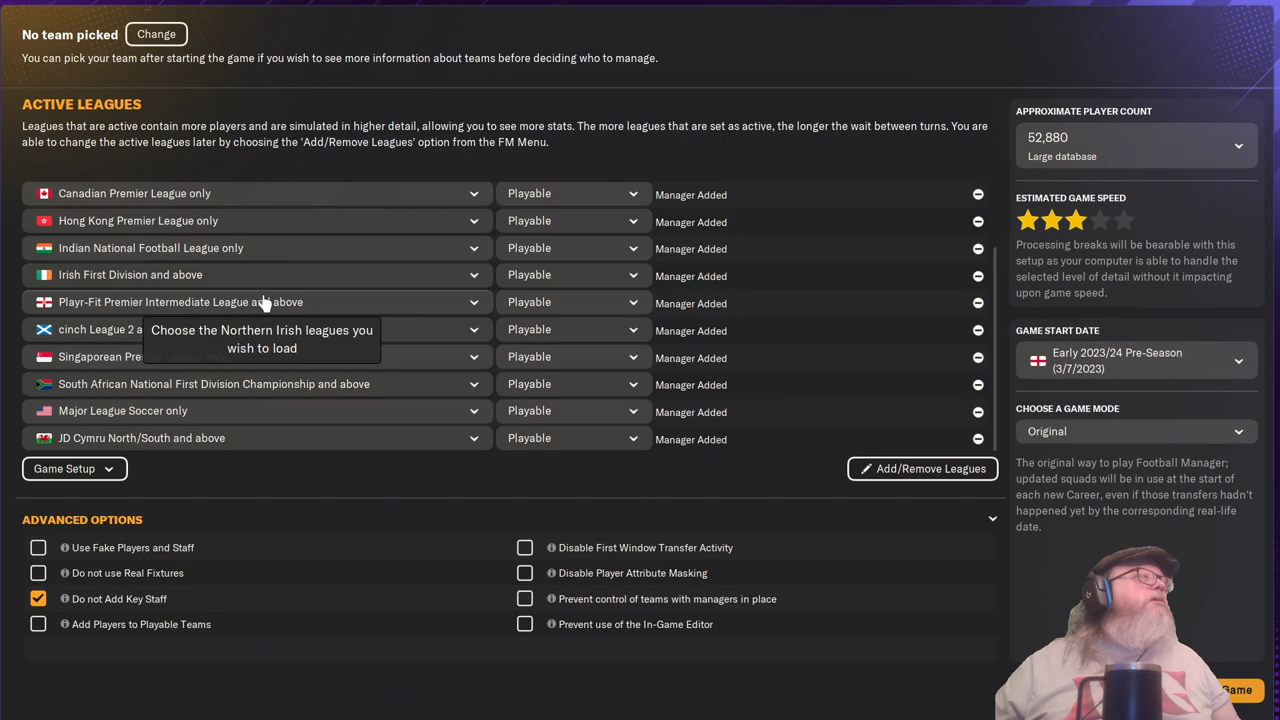 No team picked
Change
You can pick your team after starting the game if you wish to see more information about teams before deciding who to manage.
ACTIVE LEAGUES
Leagues that are active contain more players and are simulated in higher detail, allowing you to see more stats. The more leagues that are set as active, the longer the wait between turns. You are
able to change the active leagues later by choosing the 'Add/Remove Leagues' option from the FM Menu.
Canadian Premier League only Playable Manager Added
Hong Kong Premier League only Playable Manager Added
Indian National Football League only Playable Manager Added
Irish First Division and above Playable Manager Added
Playr-Fit Premier Intermediate League and above Playable Manager Added
cinch League 2 a Playable Manager Added
Choose the Northern Irish leagues you
wish to load
Singaporean Premier League only Playable Manager Added
South African National First Division Championship and above Playable Manager Added
Major League Soccer only Playable Manager Added
JD Cymru North/South and above Playable Manager Added
Game Setup
Add/Remove Leagues
ADVANCED OPTIONS
Use Fake Players and Staff
Disable First Window Transfer Activity
Do not use Real Fixtures
Disable Player Attribute Masking
Do not Add Key Staff
Prevent control of teams with managers in place
Add Players to Playable Teams
Prevent use of the In-Game Editor
APPROXIMATE PLAYER COUNT
52,880
Large database
ESTIMATED GAME SPEED
Processing breaks will be bearable with this
setup as your computer is able to handle the
selected level of detail without it impacting
upon game speed.
GAME START DATE
Early 2023/24 Pre-Season
(3/7/2023)
CHOOSE A GAME MODE
Original
The original way to play Football Manager;
updated squads will be in use at the start of
each new Career, even if those transfers hadn't
happened yet by the corresponding real-life
date.
Game